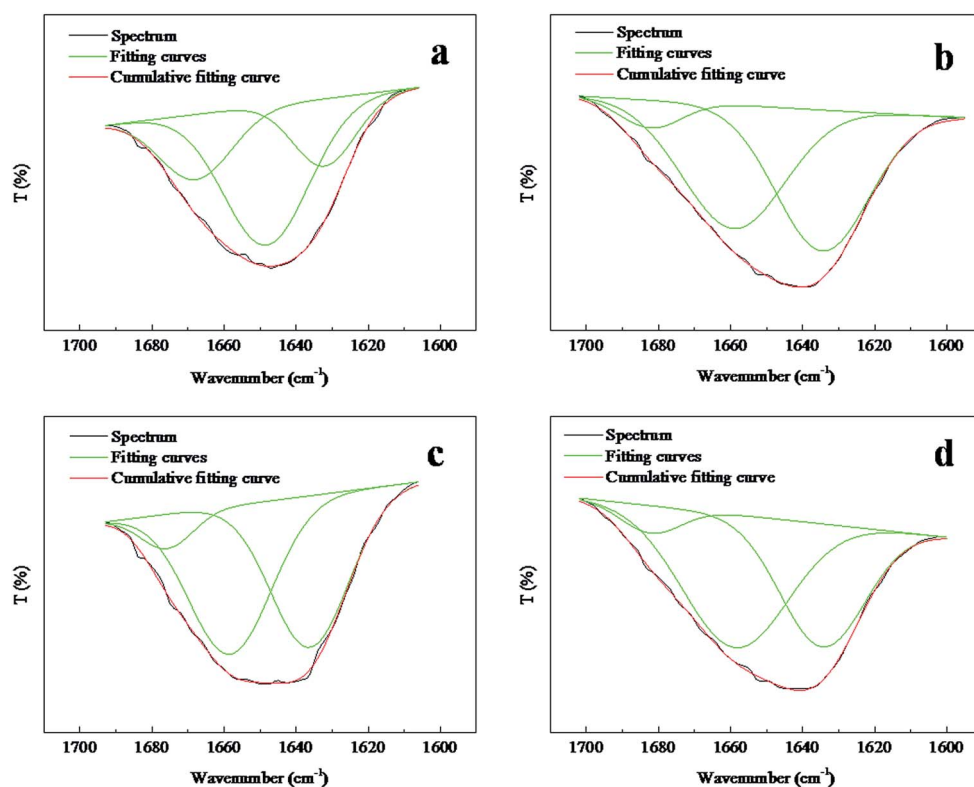 Spectrum
Fitting curves
Cumulative fitting curve
a
T (%)
1700 1680 1660 1640 1620 1600
Wavenumber (cm⁻¹)
Spectrum
Fitting curves
Cumulative fitting curve
b
T (%)
1700 1680 1660 1640 1620 1600
Wavenumber (cm⁻¹)
Spectrum
Fitting curves
Cumulative fitting curve
c
T (%)
1700 1680 1660 1640 1620 1600
Wavenumber (cm⁻¹)
Spectrum
Fitting curves
Cumulative fitting curve
d
T (%)
1700 1680 1660 1640 1620 1600
Wavenumber (cm⁻¹)